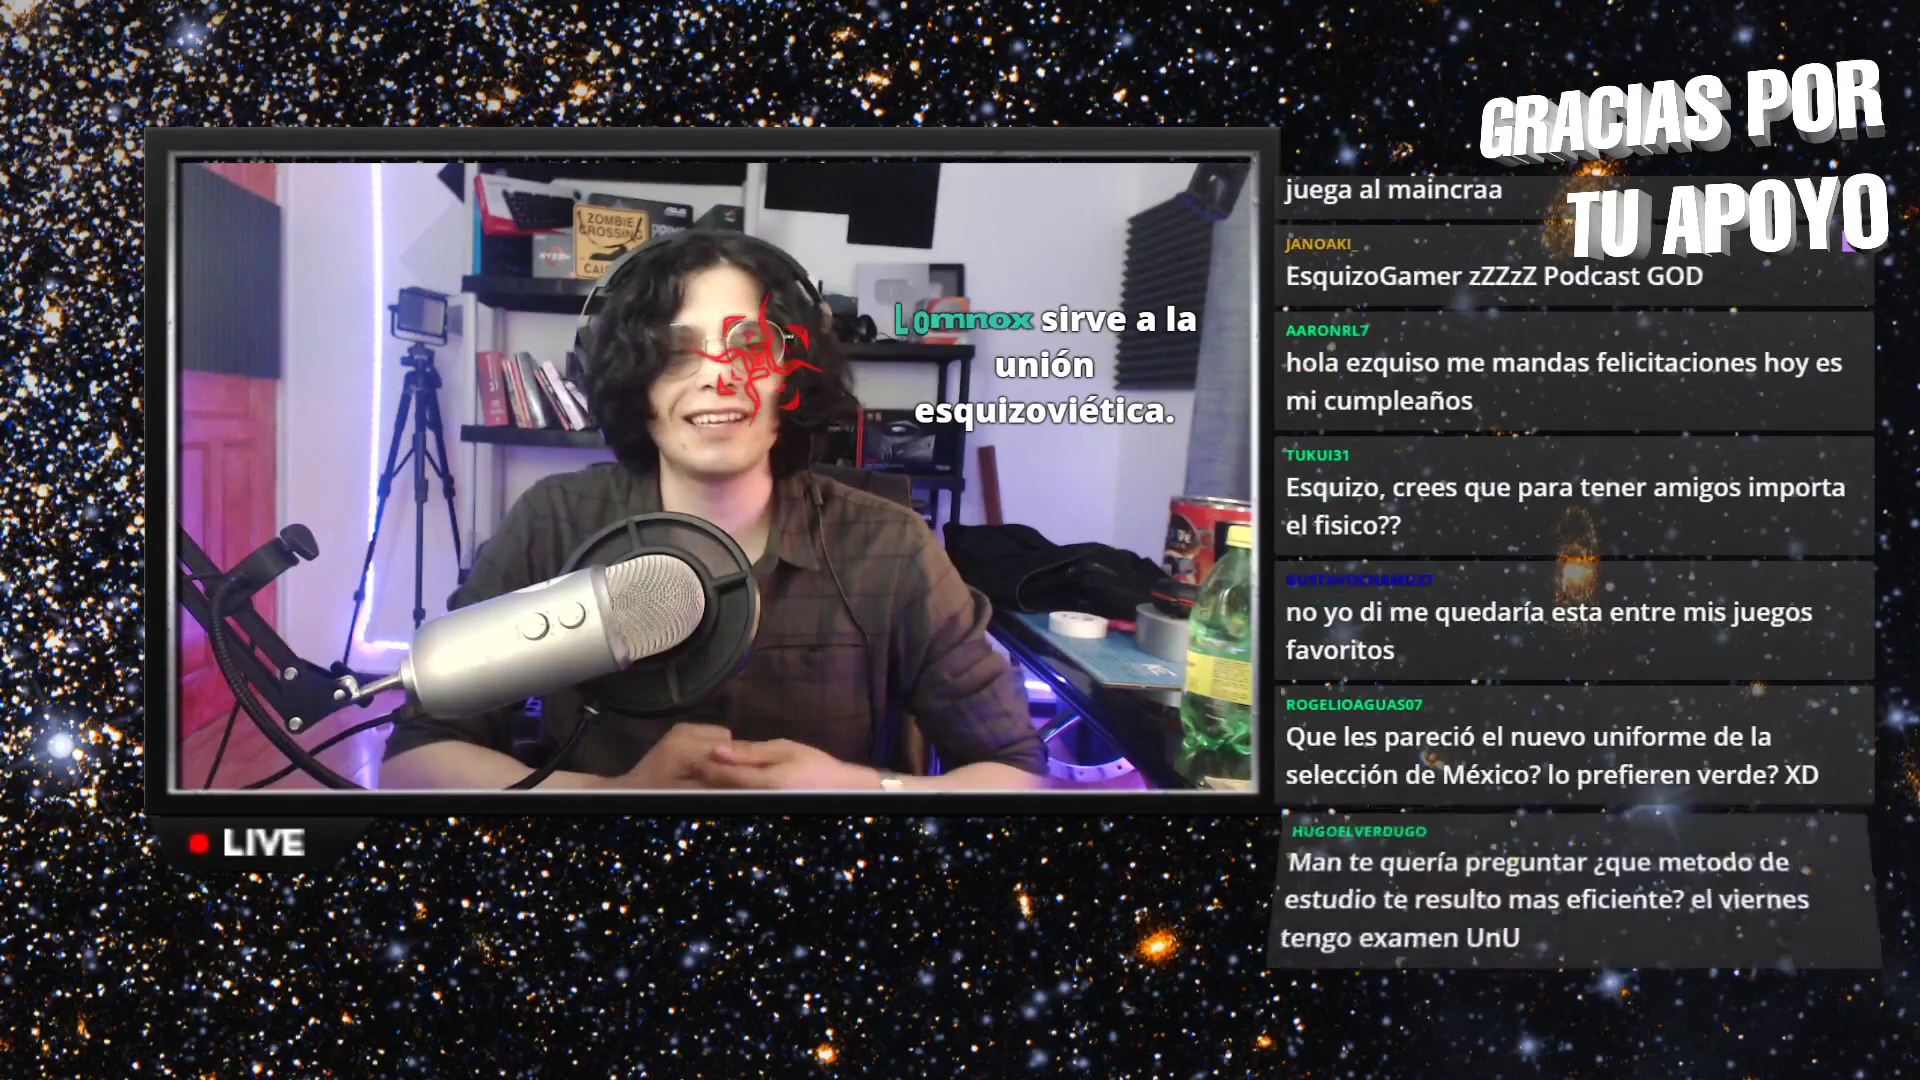 GRACIAS POR
TU APOYO
ZOMBIE
CROSSING
Lomnox sirve a la
unión
esquizoviética.
LIVE
juega al maincraa
JANOAKI_
EsquizoGamer zZZzZ Podcast GOD
AARONRL7
hola ezquiso me mandas felicitaciones hoy es
mi cumpleaños
TUKUI31
Esquizo, crees que para tener amigos importa
el fisico??
GUSTAVOCHAMU27
no yo di me quedaría esta entre mis juegos
favoritos
ROGELIOAGUAS07
Que les pareció el nuevo uniforme de la
selección de México? lo prefieren verde? XD
HUGOELVERDUGO
Man te quería preguntar ¿que metodo de
estudio te resulto mas eficiente? el viernes
tengo examen UnU